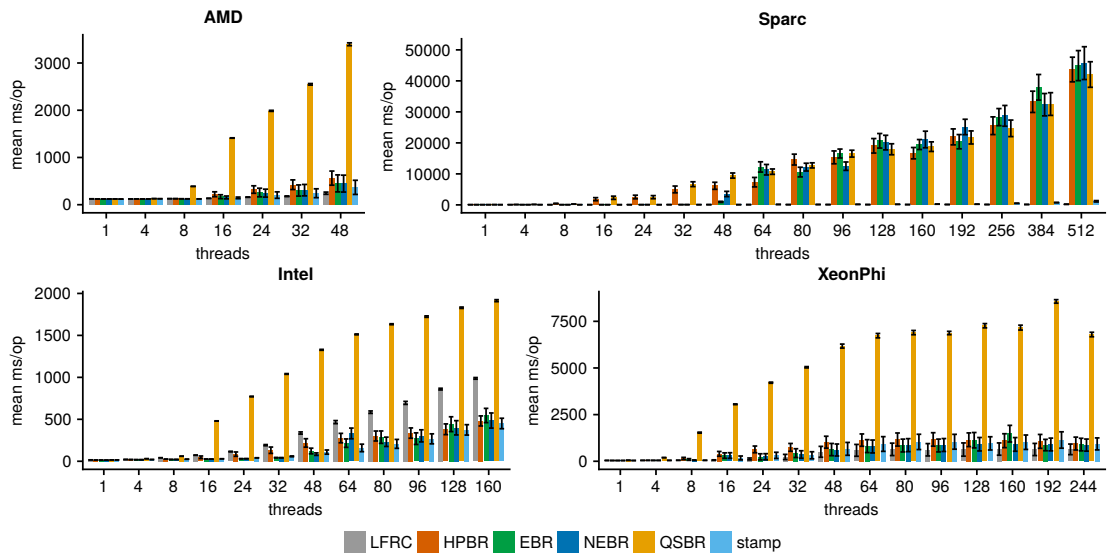 AMD
mean ms/op
3000
2000
1000
0
1 4 8 16 24 32 48
threads
Sparc
mean ms/op
50000
40000
30000
20000
10000
0
1 4 8 16 24 32 48 64 80 96 128 160 192 256 384 512
threads
Intel
mean ms/op
2000
1500
1000
500
0
1 4 8 16 24 32 48 64 80 96 128 160
threads
XeonPhi
mean ms/op
7500
5000
2500
0
1 4 8 16 24 32 48 64 80 96 128 160 192 244
threads
LFRC HPBR EBR NEBR QSBR stamp